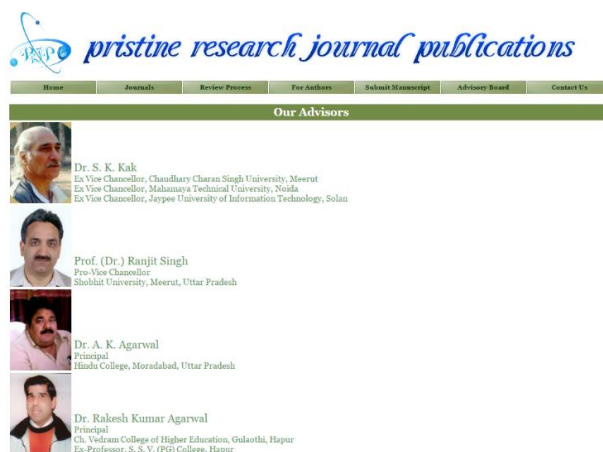 PRJP
pristine research journal publications
Home Journals Review Process For Authors Submit Manuscript Advisory Board Contact Us
Our Advisors
Dr. S. K. Kak
Ex Vice Chancellor, Chaudhary Charan Singh University, Meerut
Ex Vice Chancellor, Mahamaya Technical University, Noida
Ex Vice Chancellor, Jaypee University of Information Technology, Solan
Prof. (Dr.) Ranjit Singh
Pro-Vice Chancellor
Shobhit University, Meerut, Uttar Pradesh
Dr. A. K. Agarwal
Principal
Hindu College, Moradabad, Uttar Pradesh
Dr. Rakesh Kumar Agarwal
Principal
Ch. Vedram College of Higher Education, Gulaothi, Hapur
Ex-Professor, S. S. V. (PG) College, Hapur